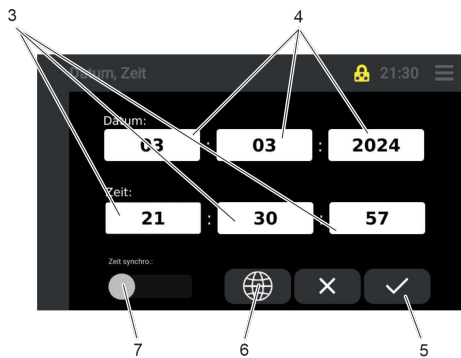 3 4
Datum, Zeit 21:30
Datum:
03 : 03 : 2024
Zeit:
21 : 30 : 57
Zeit synchro.:
7 6 5